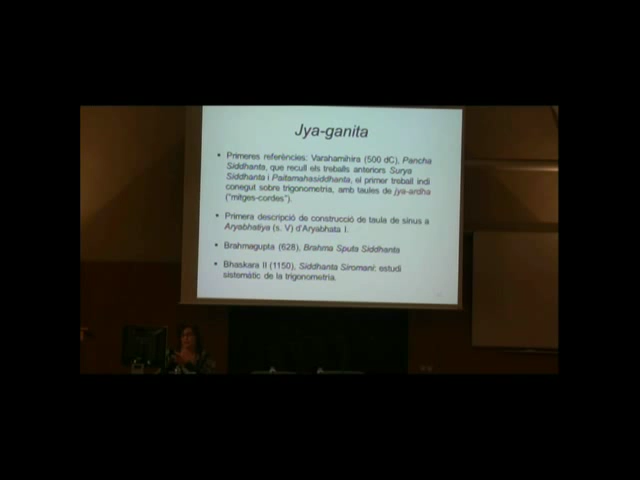 Jya-ganita
• Primeres referències: Varahamihira (500 dC), Pancha
Siddhanta, que recull els treballs anteriors Surya
Siddhanta i Paitamahasiddhanta, el primer treball indi
conegut sobre trigonometria, amb taules de jya-ardha
("mitges-cordes").
• Primera descripció de construcció de taula de sinus a
Aryabhatiya (s. V) d'Aryabhata I.
• Brahmagupta (628), Brahma Sputa Siddhanta
• Bhaskara II (1150), Siddhanta Siromani: estudi
sistemàtic de la trigonometria.